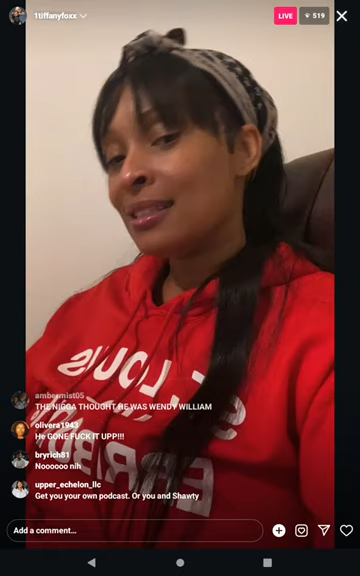 1tiffanyfoxx
LIVE
519
ambermist05
THE NIGGA THOUGHT HE WAS WENDY WILLIAM
olivera1943
He GONE FUCK IT UPP!!!
bryrich81
Noooooo nih
upper_echelon_llc
Get you your own podcast. Or you and Shawty
Add a comment...